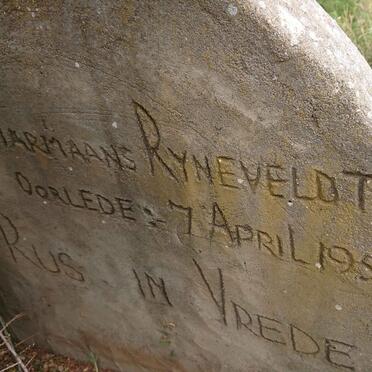 HARMAANS RYNEVELDT
OORLEDE :- 7 APRIL 195
RUS IN VREDE